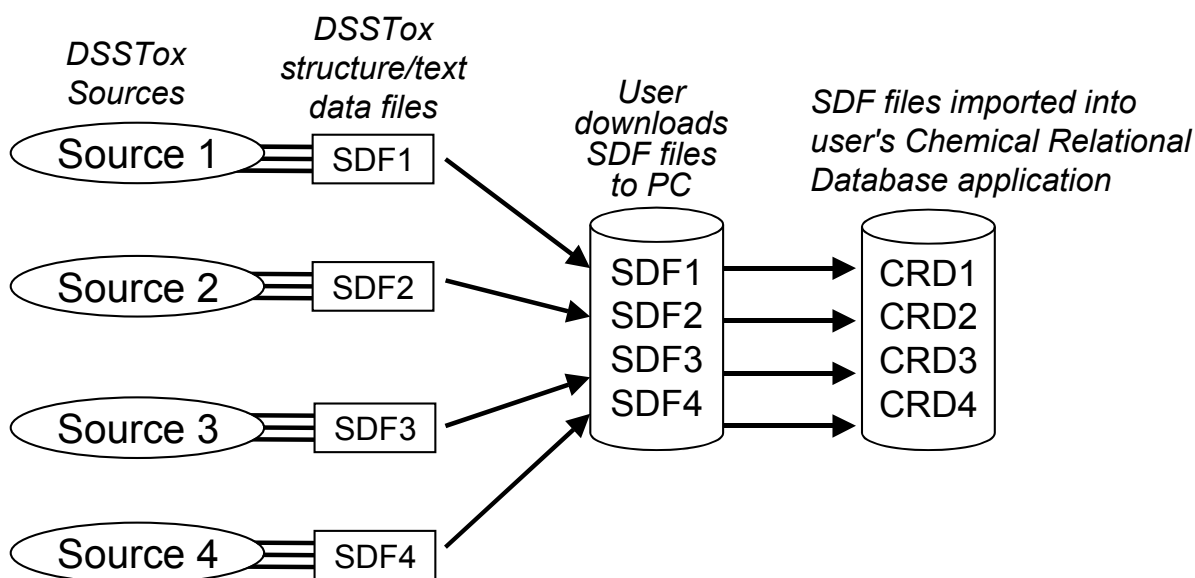 DSSTox
Sources
DSSTox
structure/text
data files
User
downloads
SDF files
to PC
SDF files imported into
user's Chemical Relational
Database application
Source 1
SDF1
Source 2
SDF2
Source 3
SDF3
Source 4
SDF4
SDF1
SDF2
SDF3
SDF4
CRD1
CRD2
CRD3
CRD4